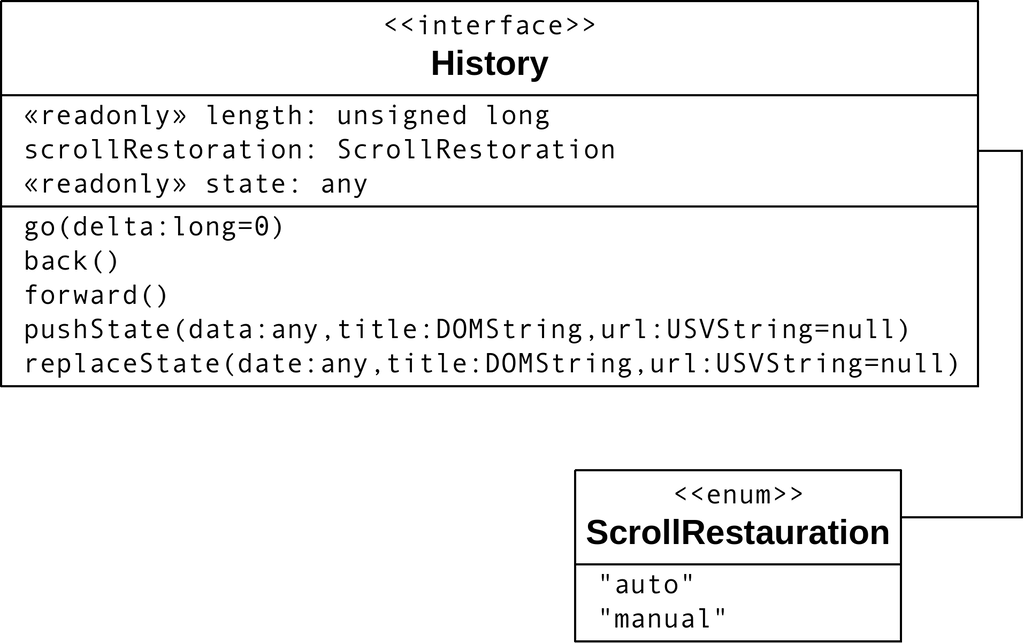 <<interface>>
History
«readonly» length: unsigned long
scrollRestoration: ScrollRestoration
«readonly» state: any
go(delta:long=0)
back()
forward()
pushState(data:any,title:DOMString,url:USVString=null)
replaceState(date:any,title:DOMString,url:USVString=null)
<<enum>>
ScrollRestauration
"auto"
"manual"